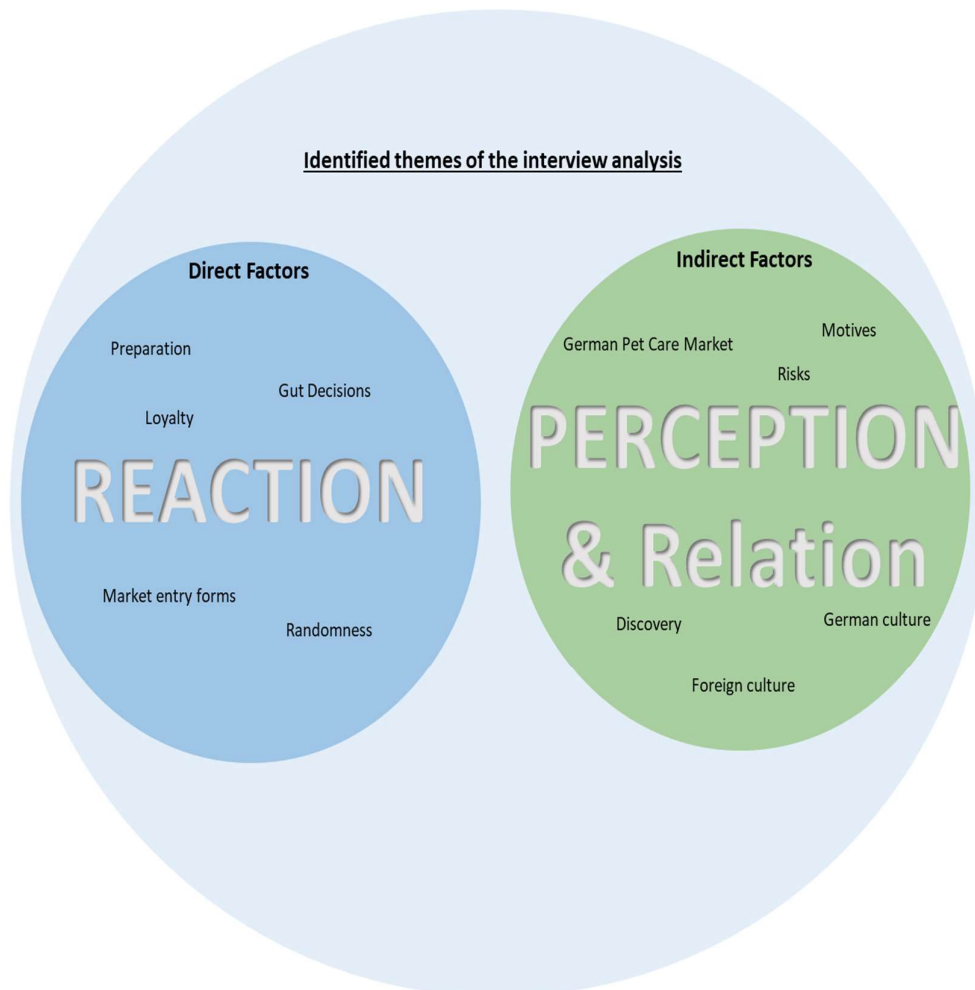 Identified themes of the interview analysis
Direct Factors
Preparation
Gut Decisions
Loyalty
REACTION
Market entry forms
Randomness
Indirect Factors
Motives
German Pet Care Market
Risks
PERCEPTION
& Relation
Discovery
German culture
Foreign culture